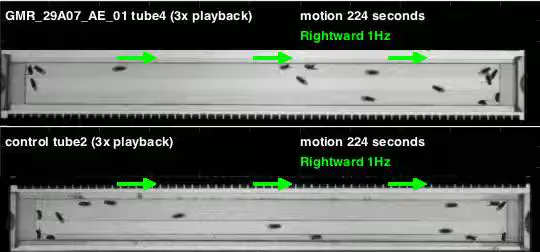 GMR_29A07_AE_01 tube4 (3x playback)
motion 224 seconds
Rightward 1Hz
control tube2 (3x playback)
motion 224 seconds
Rightward 1Hz